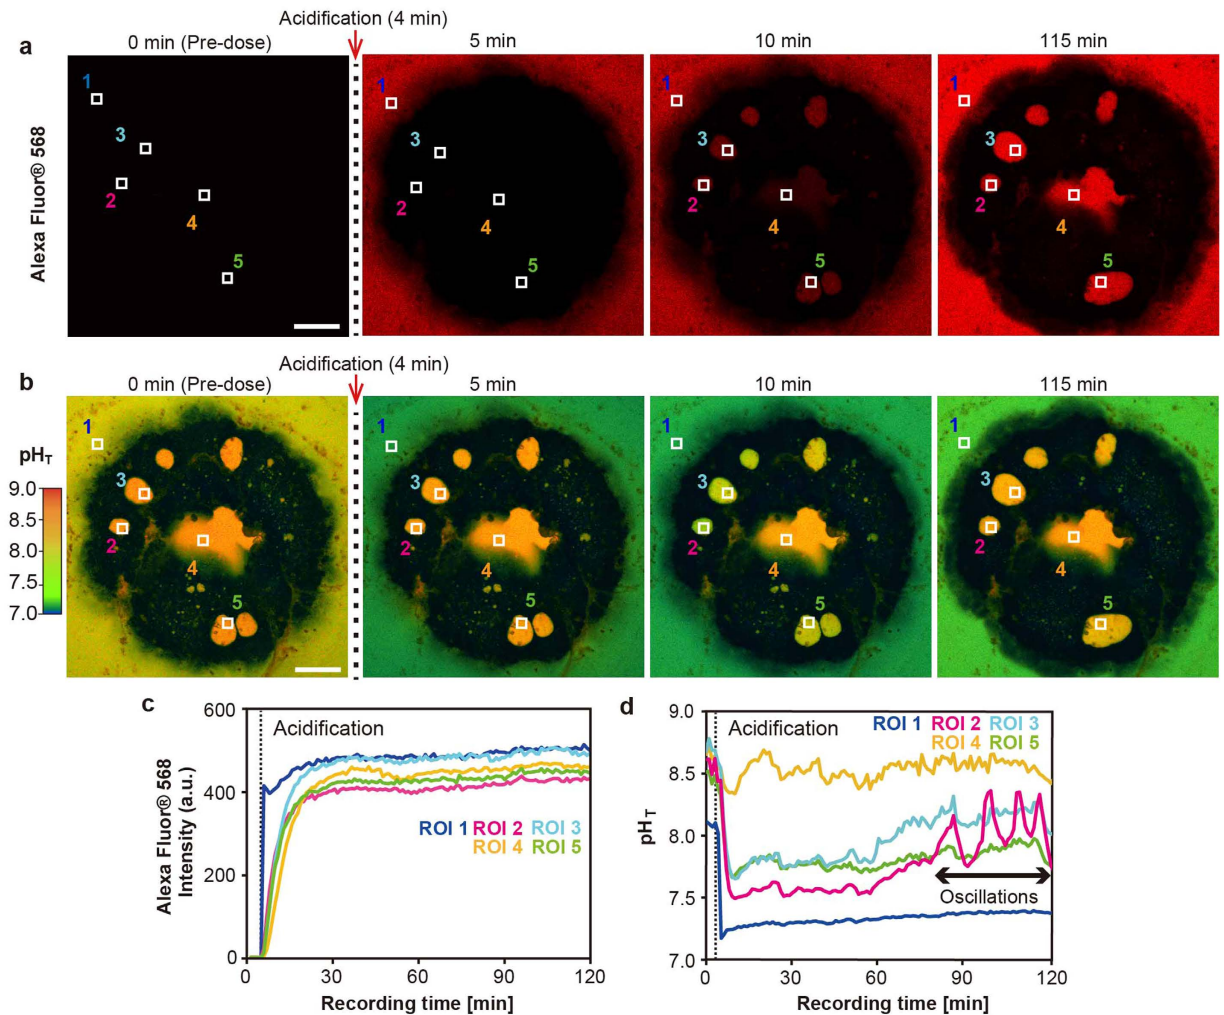 Acidification (4 min)
a
0 min (Pre-dose)
5 min
10 min
115 min
Alexa Fluor® 568
1
3
2
4
5
1
3
2
4
5
1
3
2
4
5
1
3
2
4
5
Acidification (4 min)
b
0 min (Pre-dose)
5 min
10 min
115 min
pHT
9.0
8.5
8.0
7.5
7.0
1
3
2
4
5
1
3
2
4
5
1
3
2
4
5
1
3
2
4
5
c
600
400
200
0
Alexa Fluor® 568
Intensity (a.u.)
Acidification
ROI 1 ROI 2 ROI 3
ROI 4 ROI 5
0 30 60 90 120
Recording time [min]
d
9.0
8.5
8.0
7.5
7.0
pHT
Acidification
ROI 1 ROI 2 ROI 3
ROI 4 ROI 5
Oscillations
0 30 60 90 120
Recording time [min]